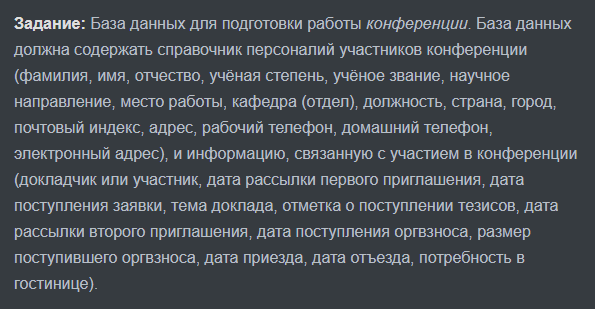 Задание: База данных для подготовки работы конференции. База данных
должна содержать справочник персоналий участников конференции
(фамилия, имя, отчество, учёная степень, учёное звание, научное
направление, место работы, кафедра (отдел), должность, страна, город,
почтовый индекс, адрес, рабочий телефон, домашний телефон,
электронный адрес), и информацию, связанную с участием в конференции
(докладчик или участник, дата рассылки первого приглашения, дата
поступления заявки, тема доклада, отметка о поступлении тезисов, дата
рассылки второго приглашения, дата поступления оргвзноса, размер
поступившего оргвзноса, дата приезда, дата отъезда, потребность в
гостинице).